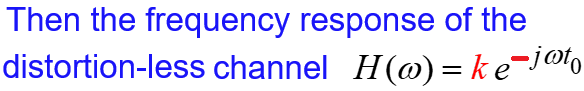 Then the frequency response of the
distortion-less channel H(ω) = k e^{-jωt₀}